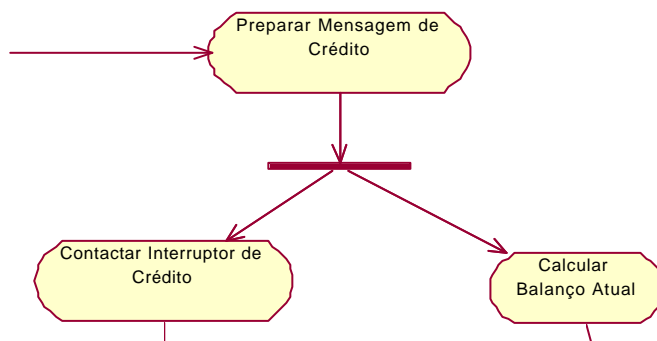 Preparar Mensagem de
Crédito
Contactar Interruptor de
Crédito
Calcular
Balanço Atual